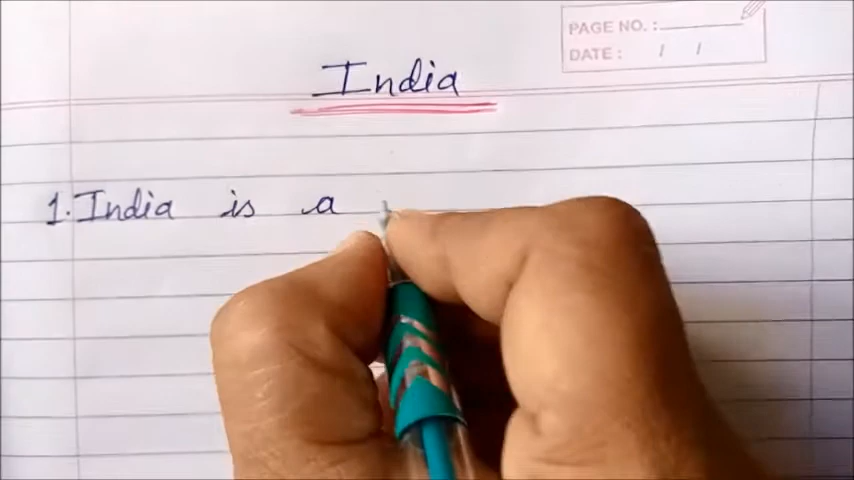 PAGE NO. :
DATE : / /
India
1. India is a